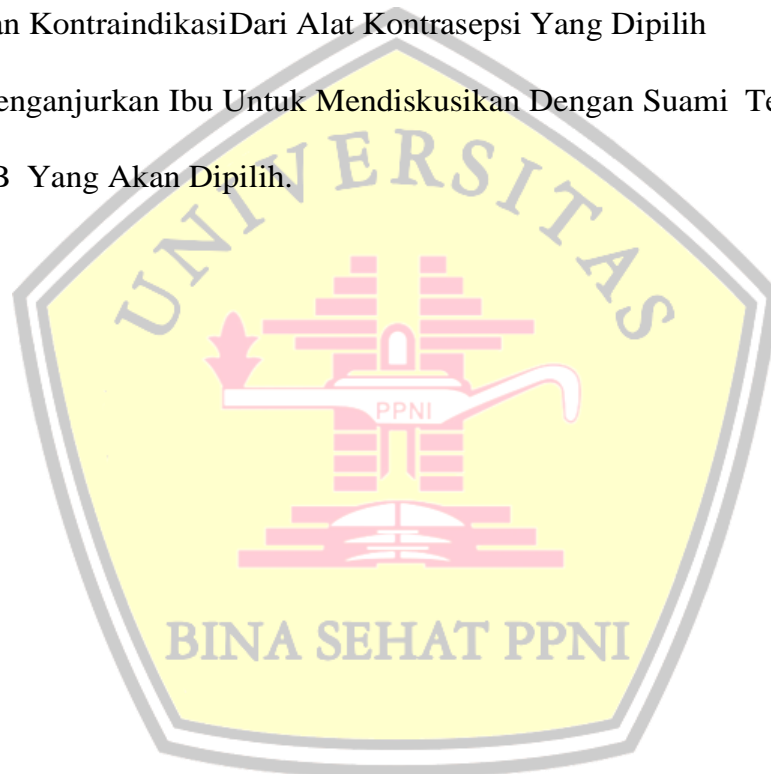 an KontraindikasiDari Alat Kontrasepsi Yang Dipilih
enganjurkan Ibu Untuk Mendiskusikan Dengan Suami Te
B Yang Akan Dipilih.
UNIVERSITAS
PPNI
BINA SEHAT PPNI